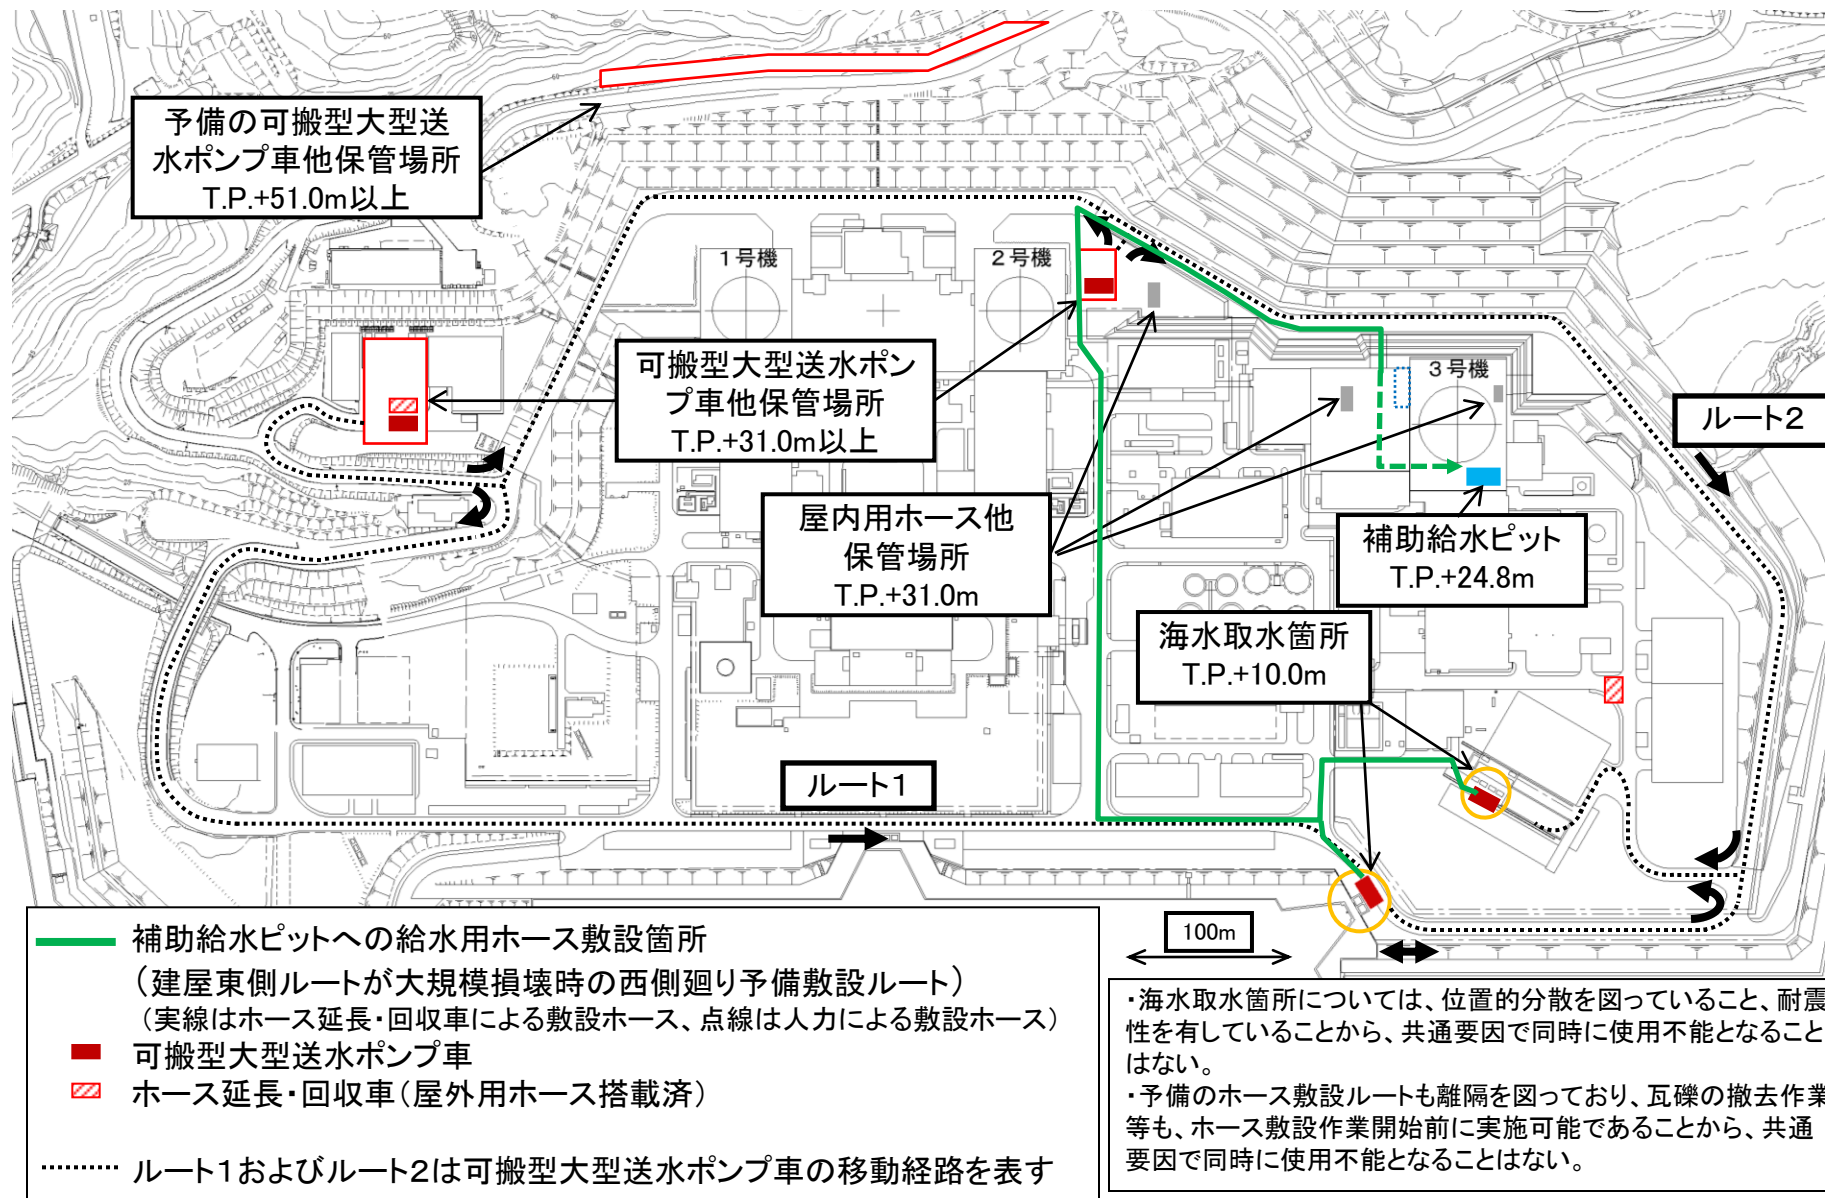 予備の可搬型大型送
水ポンプ車他保管場所
T.P.+51.0m以上
1号機
2号機
3号機
可搬型大型送水ポン
プ車他保管場所
T.P.+31.0m以上
ルート2
屋内用ホース他
保管場所
T.P.+31.0m
補助給水ピット
T.P.+24.8m
海水取水箇所
T.P.+10.0m
ルート1
100m
補助給水ピットへの給水用ホース敷設箇所
（建屋東側ルートが大規模損壊時の西側廻り予備敷設ルート）
（実線はホース延長・回収車による敷設ホース、点線は人力による敷設ホース）
可搬型大型送水ポンプ車
ホース延長・回収車（屋外用ホース搭載済）
ルート1およびルート2は可搬型大型送水ポンプ車の移動経路を表す
・海水取水箇所については、位置的分散を図っていること、耐震
性を有していることから、共通要因で同時に使用不能となること
はない。
・予備のホース敷設ルートも離隔を図っており、瓦礫の撤去作業
等も、ホース敷設作業開始前に実施可能であることから、共通
要因で同時に使用不能となることはない。